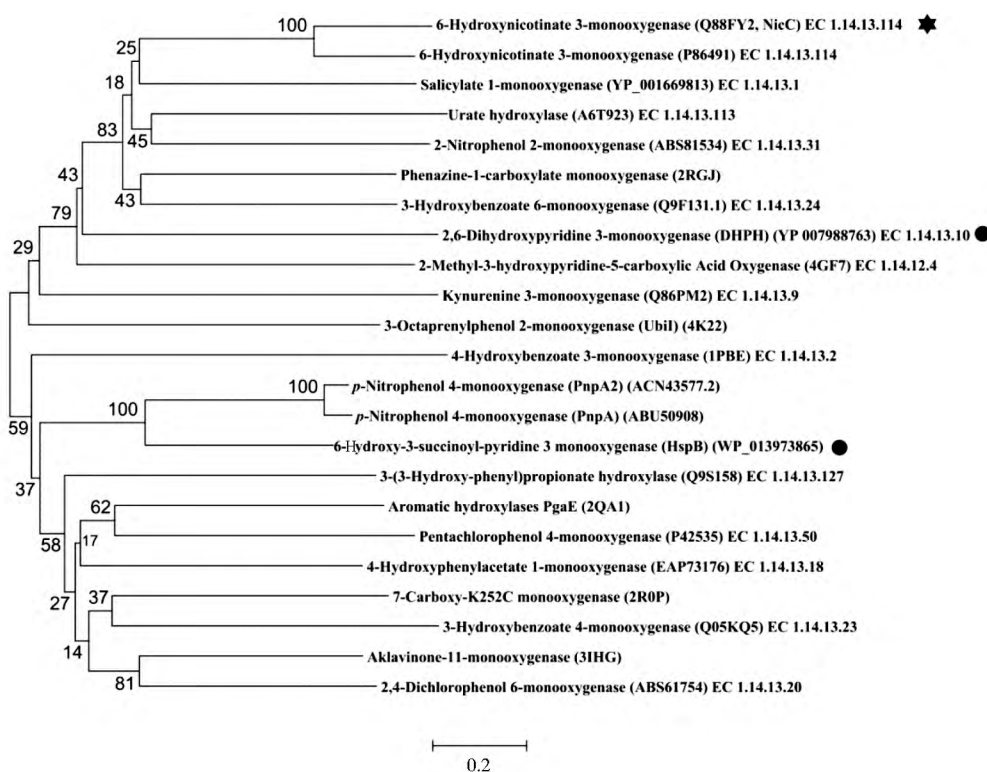 100
6-Hydroxynicotinate 3-monooxygenase (Q88FY2, NicC) EC 1.14.13.114
25
6-Hydroxynicotinate 3-monooxygenase (P86491) EC 1.14.13.114
18
Salicylate 1-monooxygenase (YP_001669813) EC 1.14.13.1
Urate hydroxylase (A6T923) EC 1.14.13.113
83
45
2-Nitrophenol 2-monooxygenase (ABS81534) EC 1.14.13.31
43
Phenazine-1-carboxylate monooxygenase (2RGJ)
43
3-Hydroxybenzoate 6-monooxygenase (Q9F131.1) EC 1.14.13.24
79
2,6-Dihydroxypyridine 3-monooxygenase (DHPH) (YP 007988763) EC 1.14.13.10
29
2-Methyl-3-hydroxypyridine-5-carboxylic Acid Oxygenase (4GF7) EC 1.14.12.4
Kynurenine 3-monooxygenase (Q86PM2) EC 1.14.13.9
3-Octaprenylphenol 2-monooxygenase (UbiI) (4K22)
4-Hydroxybenzoate 3-monooxygenase (1PBE) EC 1.14.13.2
100
p-Nitrophenol 4-monooxygenase (PnpA2) (ACN43577.2)
100
59
p-Nitrophenol 4-monooxygenase (PnpA) (ABU50908)
6-Hydroxy-3-succinoyl-pyridine 3 monooxygenase (HspB) (WP_013973865)
37
3-(3-Hydroxy-phenyl)propionate hydroxylase (Q9S158) EC 1.14.13.127
62
Aromatic hydroxylases PgaE (2QA1)
58
17
Pentachlorophenol 4-monooxygenase (P42535) EC 1.14.13.50
4-Hydroxyphenylacetate 1-monooxygenase (EAP73176) EC 1.14.13.18
27
37
7-Carboxy-K252C monooxygenase (2R0P)
3-Hydroxybenzoate 4-monooxygenase (Q05KQ5) EC 1.14.13.23
14
Aklavinone-11-monooxygenase (3IHG)
81
2,4-Dichlorophenol 6-monooxygenase (ABS61754) EC 1.14.13.20
0.2